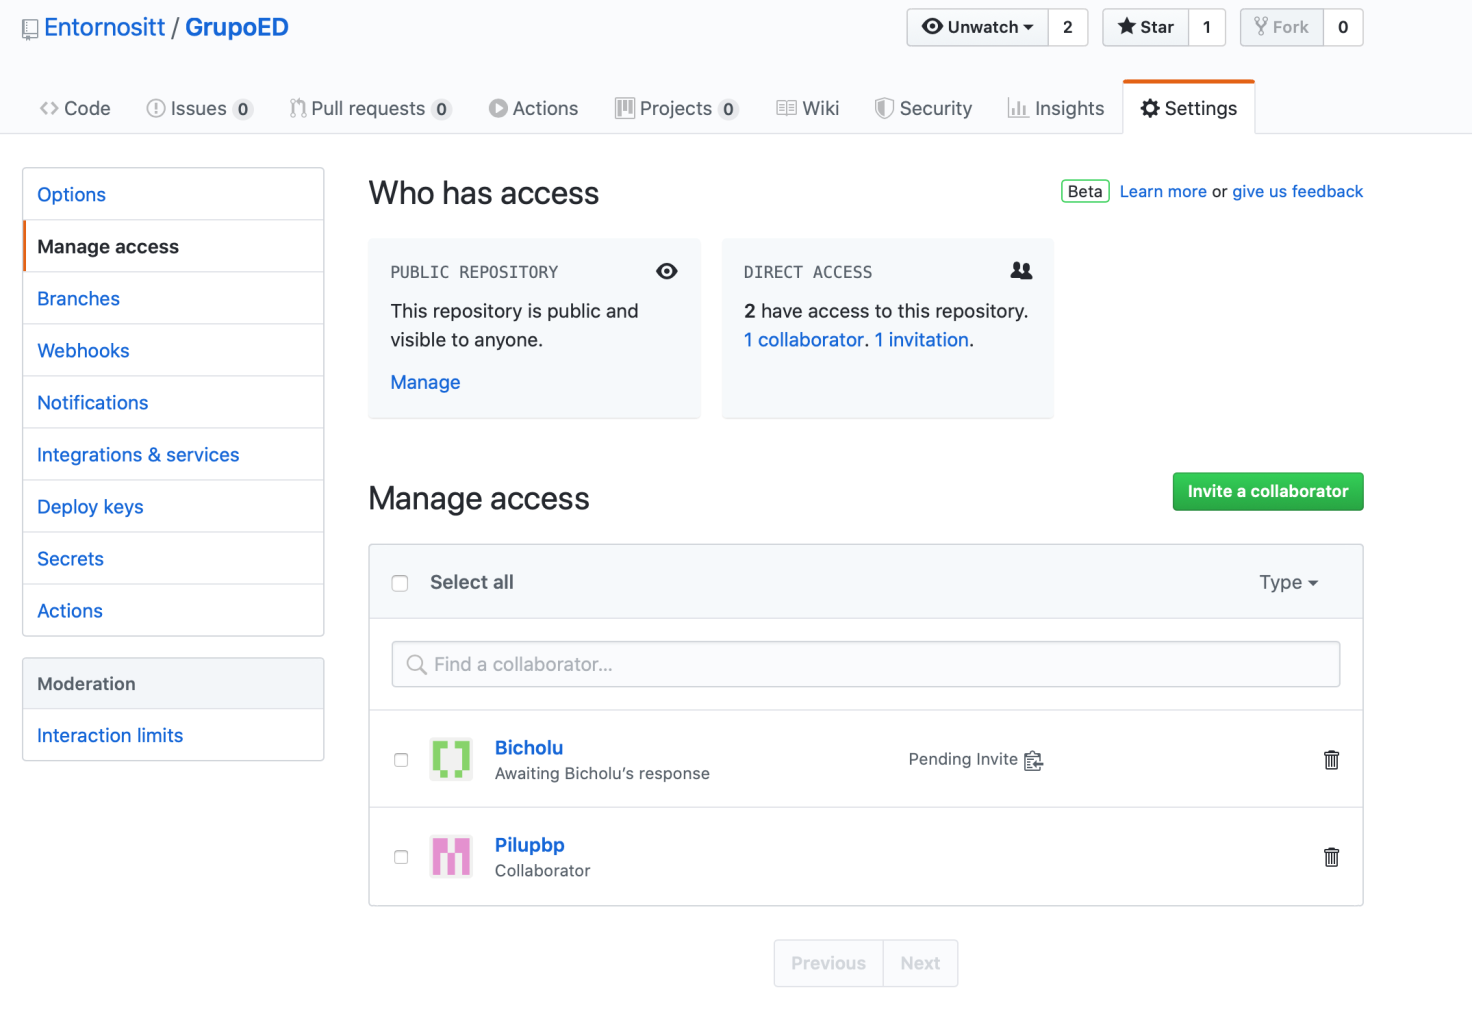 Entornositt / GrupoED
Unwatch 2 Star 1 Fork 0
Code Issues 0 Pull requests 0 Actions Projects 0 Wiki Security Insights Settings
Options
Manage access
Branches
Webhooks
Notifications
Integrations & services
Deploy keys
Secrets
Actions
Moderation
Interaction limits
Who has access
Beta Learn more or give us feedback
PUBLIC REPOSITORY
This repository is public and
visible to anyone.
Manage
DIRECT ACCESS
2 have access to this repository.
1 collaborator. 1 invitation.
Manage access
Invite a collaborator
Select all Type
Find a collaborator...
Bicholu
Awaiting Bicholu’s response
Pending Invite
Pilupbp
Collaborator
Previous Next